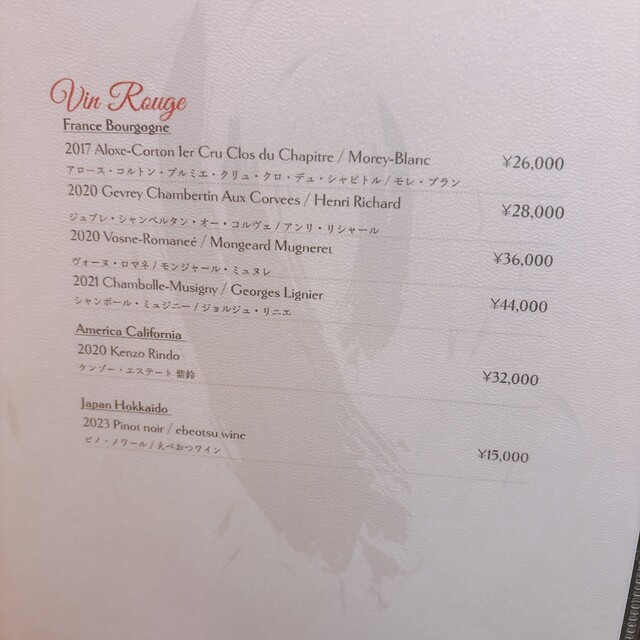 Vin Rouge
France Bourgogne
2017 Aloxe-Corton 1er Cru Clos du Chapitre / Morey-Blanc ¥26,000
アロース・コルトン・プルミエ・クリュ・クロ・デュ・シャピトル / モレ・ブラン
2020 Gevrey Chambertin Aux Corvees / Henri Richard ¥28,000
ジュブレ・シャンベルタン・オー・コルヴェ / アンリ・リシャール
2020 Vosne-Romaneé / Mongeard Mugneret ¥36,000
ヴォーヌ・ロマネ / モンジャール・ミュヌレ
2021 Chambolle-Musigny / Georges Lignier ¥44,000
シャンボール・ミュジニー / ジョルジュ・リニエ
America California
2020 Kenzo Rindo ¥32,000
ケンゾー・エステート 紫鈴
Japan Hokkaido
2023 Pinot noir / ebeotsu wine ¥15,000
ピノ・ノワール / えべおつワイン